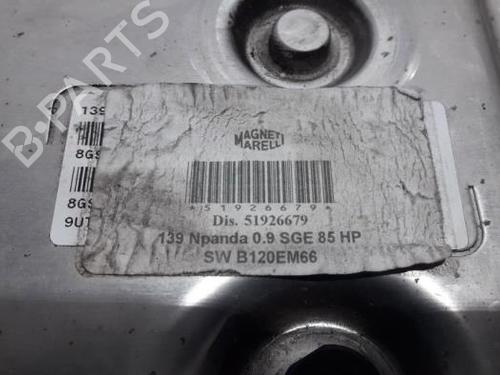 B-PARTS
139
8GS
8GS
9UT
MAGNETI
MARELLI
*51926679*
Dis. 51926679
139 Npanda 0.9 SGE 85 HP
SW B120EM66